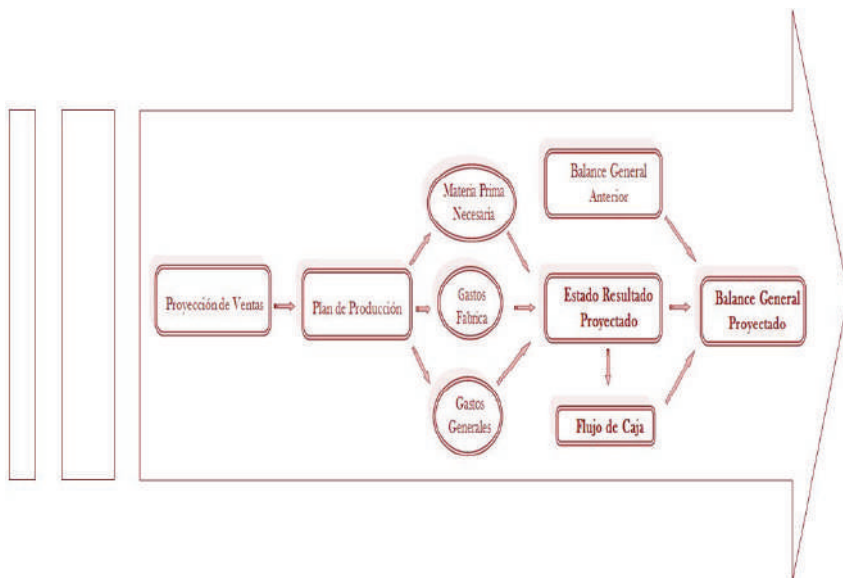 Proyección de Ventas
Plan de Producción
Materia Prima
Necesaria
Gastos
Fabrica
Gastos
Generales
Balance General
Anterior
Estado Resultado
Proyectado
Flujo de Caja
Balance General
Proyectado